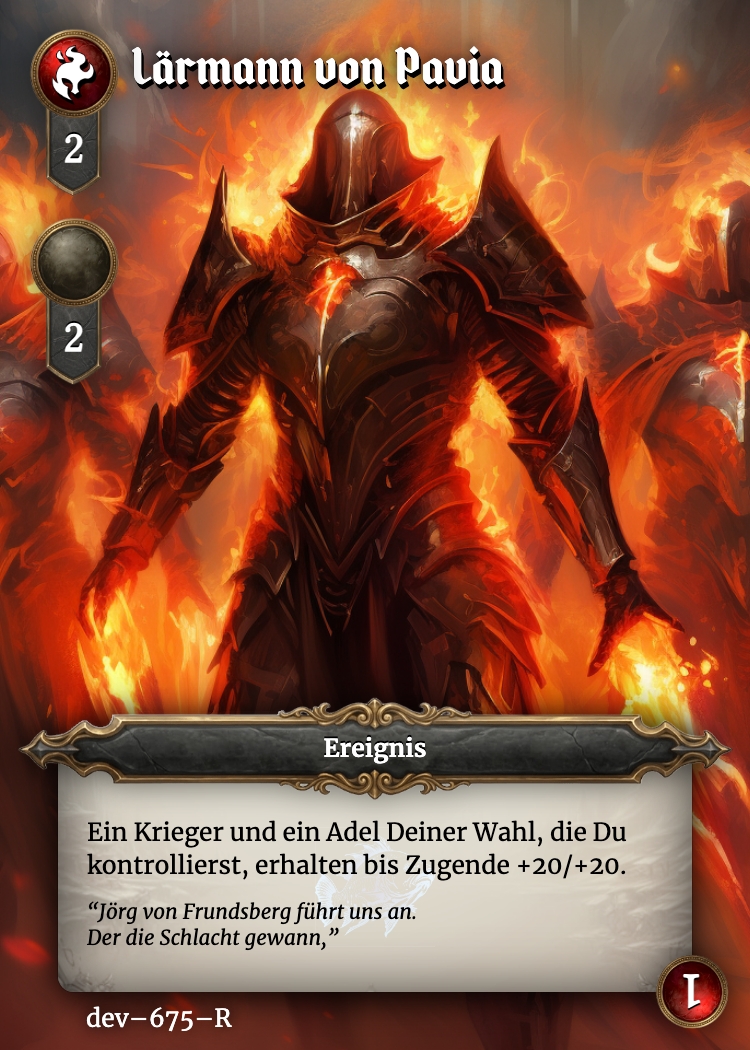 Lärmann von Pavia
2
2
Ereignis
Ein Krieger und ein Adel Deiner Wahl, die Du
kontrollierst, erhalten bis Zugende +20/+20.
“Jörg von Frundsberg führt uns an.
Der die Schlacht gewann,”
1
dev–675–R